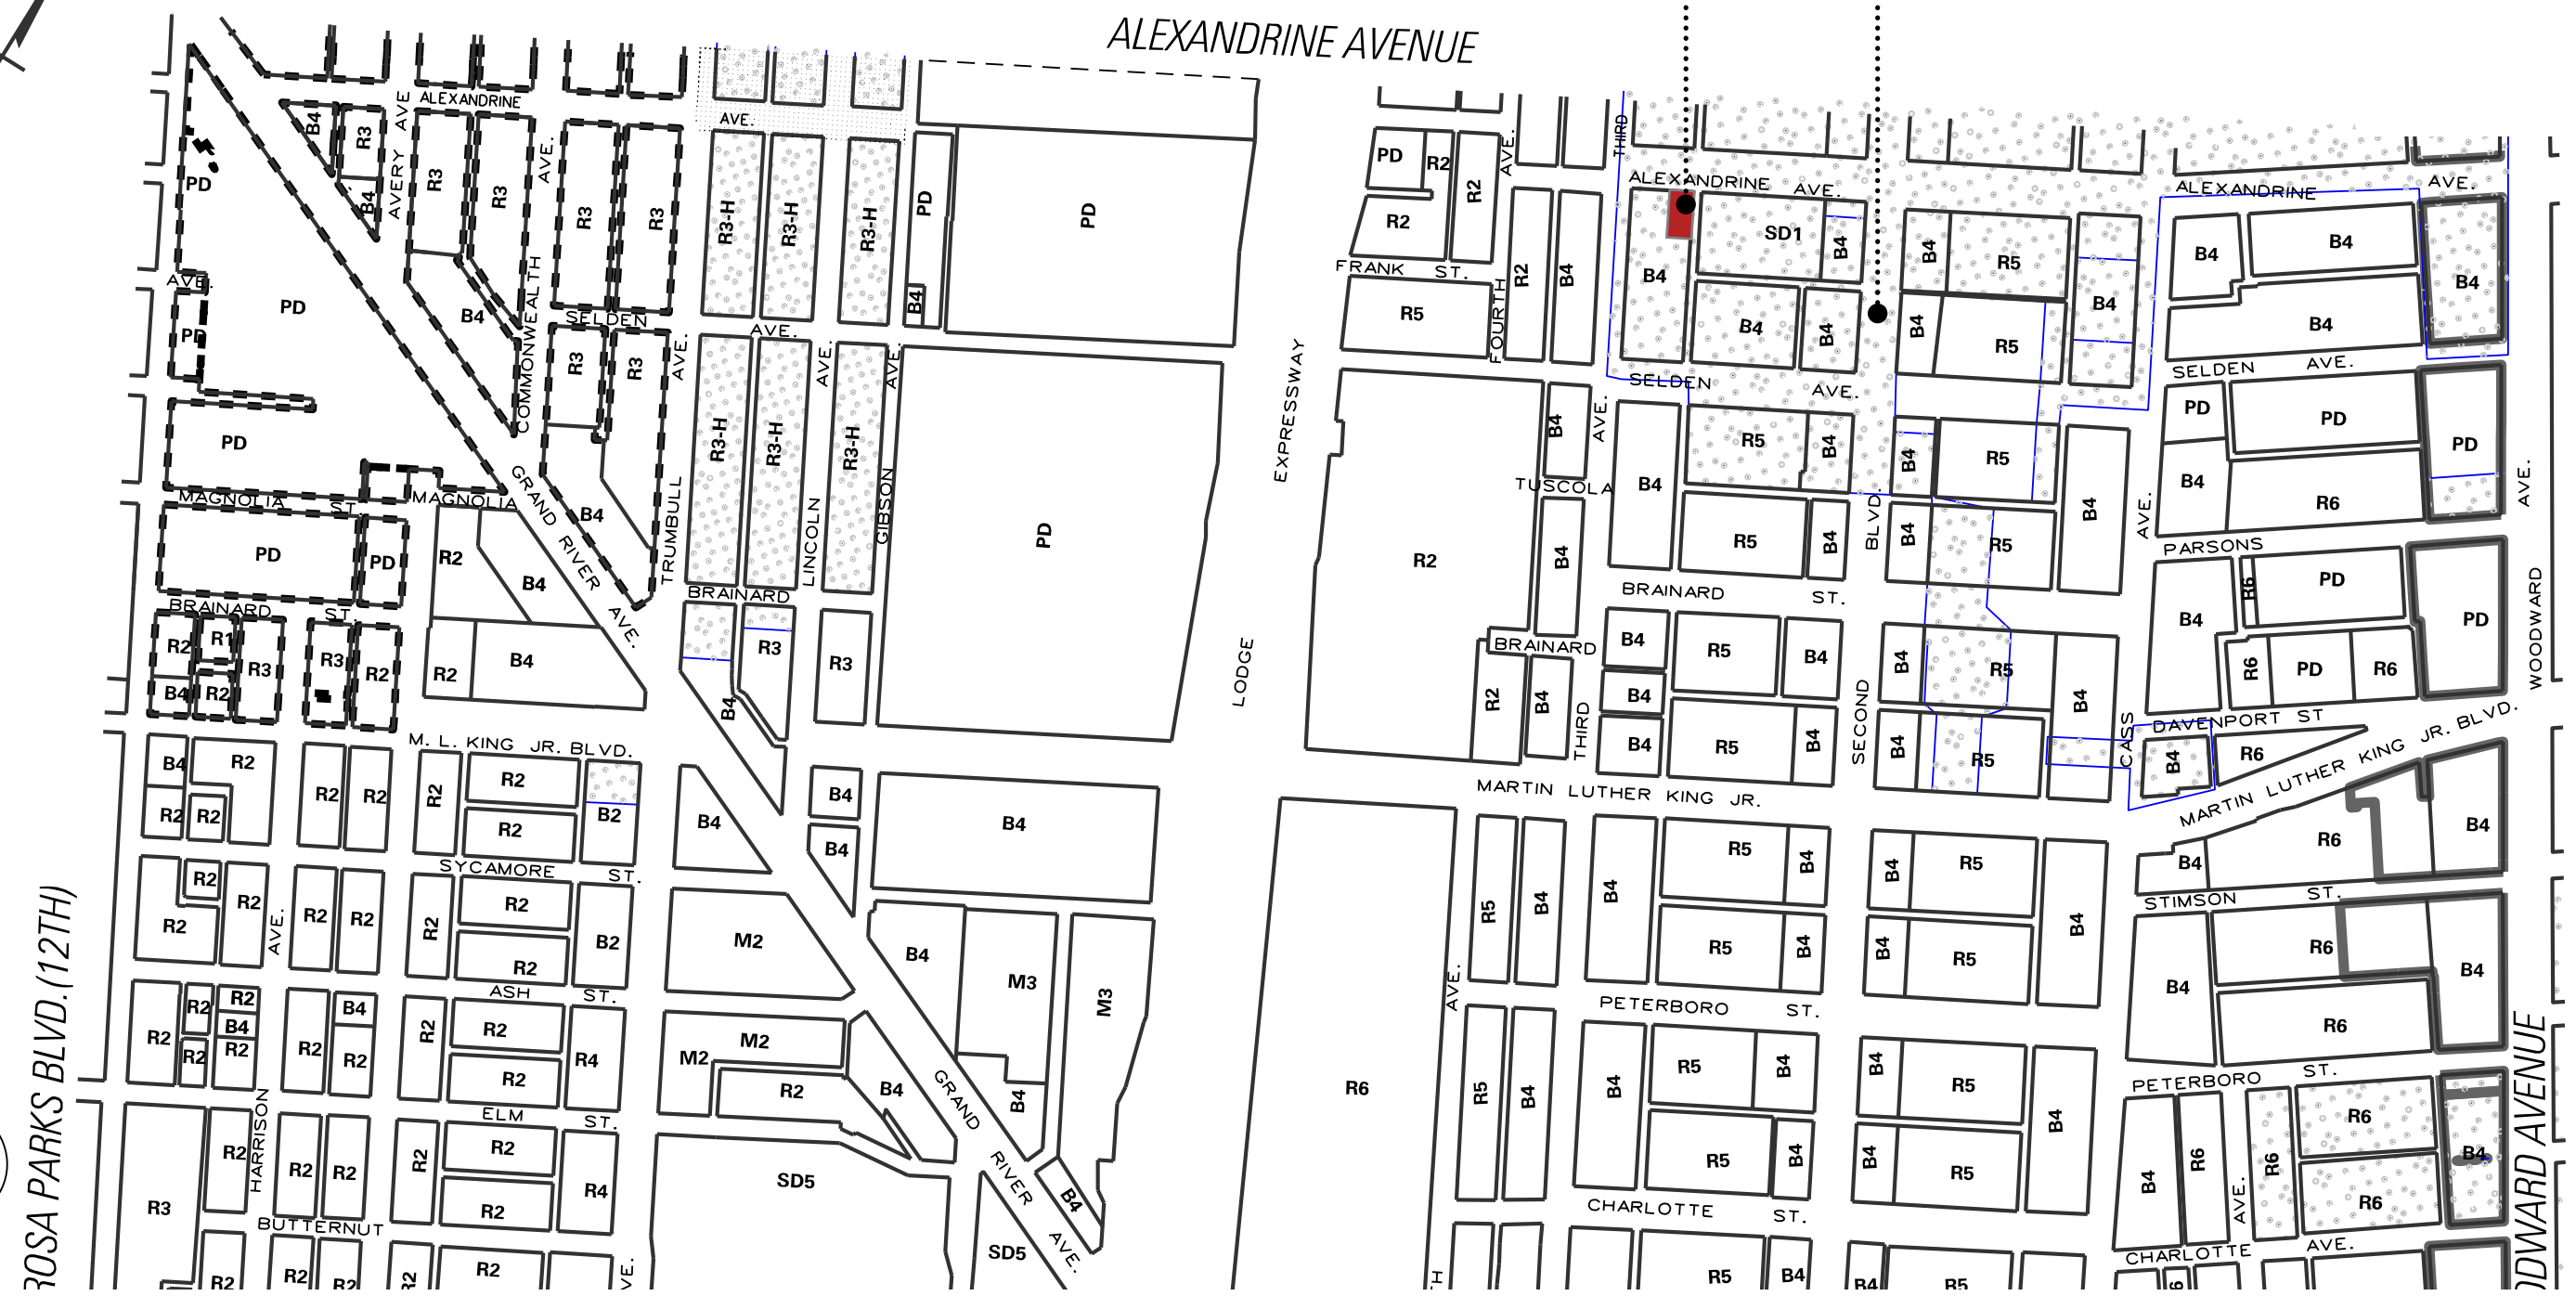 ALEXANDRINE AVENUE
ALEXANDRINE
AVE.
AVERY AVE
B4
R3
B4
R3
R3
AVE.
COMMONWEALTH
R3
R3
R3-H
R3-H
R3-H
PD
PD
B4
PD
AVE.
PD
PD
B4
SELDEN
AVE.
R3
R3
AVE.
TRUMBULL
R3-H
R3-H
R3-H
AVE.
LINCOLN
AVE.
GIBSON
PD
PD
MAGNOLIA
ST.
MAGNOLIA
GRAND RIVER AVE.
B4
PD
PD
R2
B4
BRAINARD
ST.
BRAINARD
R2
R1
R3
B4
R2
R3
R2
R2
B4
B4
R3
R3
M. L. KING JR. BLVD.
B4
R2
R2
R2
R2
R2
R2
R2
R2
B2
B4
B4
B4
B4
SYCAMORE
ST.
R2
R2
R2
R2
R2
R2
R2
R2
B2
M2
B4
M3
M3
AVE.
HARRISON
ASH
ST.
R2
R2
R2
B4
R2
R2
R2
B4
R2
R2
R2
R2
R4
M2
M2
R2
B4
B4
GRAND
RIVER
AVE.
B4
ELM
ST.
R3
R2
R2
R2
R2
R2
R2
R4
SD5
SD5
BUTTERNUT
R2
R2
R2
R2
R2
VE.
ROSA PARKS BLVD.(12TH)
EXPRESSWAY
LODGE
PD
R2
R2
R2
AVE.
FOURTH
FRANK
ST.
R5
R2
B4
THIRD
ALEXANDRINE
AVE.
B4
SD1
B4
B4
B4
B4
R5
B4
R5
B4
SELDEN
AVE.
R2
B4
AVE.
TUSCOLA
B4
B4
R5
B4
R5
B4
BLVD.
SECOND
B4
R5
B4
R5
B4
BRAINARD
ST.
BRAINARD
R2
B4
THIRD
B4
B4
B4
R5
B4
R5
B4
B4
R5
B4
R5
B4
MARTIN LUTHER KING JR.
R6
AVE.
R5
B4
B4
R5
B4
R5
B4
B4
R5
B4
R5
B4
PETERBORO
ST.
R5
B4
B4
R5
B4
R5
B4
B4
R5
B4
R5
B4
CHARLOTTE
ST.
H
R5
B4
B4
R5
ALEXANDRINE
AVE.
B4
B4
B4
B4
SELDEN
AVE.
PD
PD
PD
B4
R6
AVE.
CASS
PARSONS
B4
R6
PD
PD
R6
PD
R6
AVE.
WOODWARD
DAVENPORT ST
B4
R6
MARTIN LUTHER KING JR. BLVD.
B4
R6
B4
STIMSON
ST.
B4
R6
R6
B4
PETERBORO
ST.
B4
R6
AVE.
R6
R6
R6
B4
CHARLOTTE
AVE.
6
ODWARD AVENUE